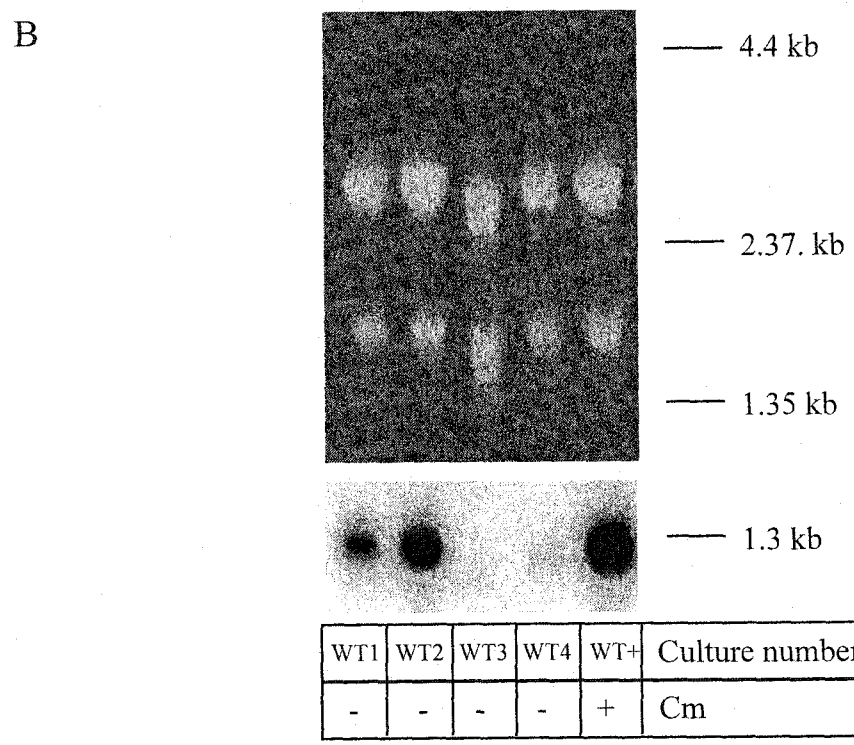 B
4.4 kb
2.37. kb
1.35 kb
1.3 kb
WT1 WT2 WT3 WT4 WT+ Culture number
- - - - + Cm